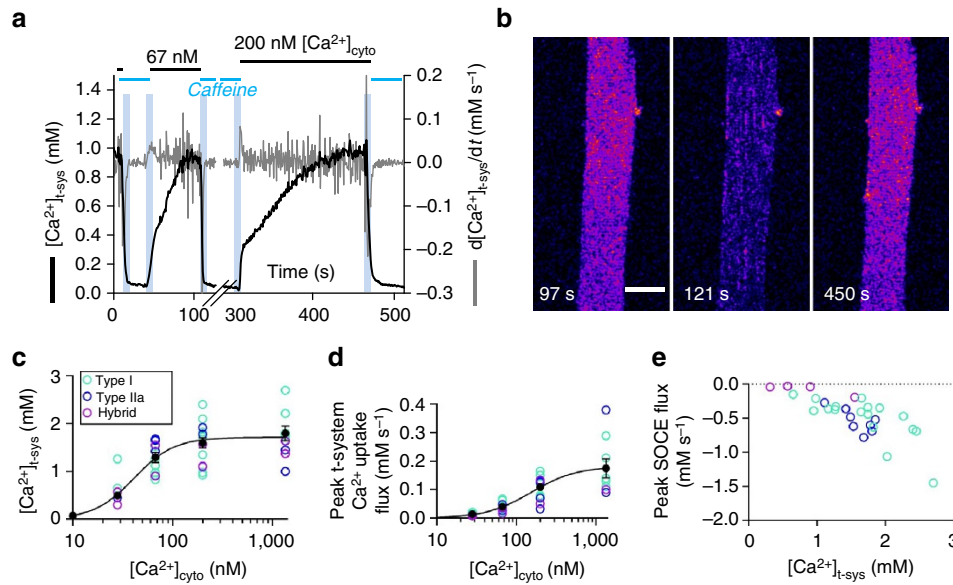 a
67 nM
200 nM [Ca2+]cyto
Caffeine
[Ca2+]t-sys (mM)
1.4
1.2
1.0
0.8
0.6
0.4
0.2
0.0
0.2
0.1
0.0
−0.1
−0.2
−0.3
d[Ca2+]t-sys/dt (mM s−1)
Time (s)
0 100 300 400 500
b
97 s
121 s
450 s
c
Type I
Type IIa
Hybrid
[Ca2+]t-sys (mM)
3
2
1
0
10 100 1,000
[Ca2+]cyto (nM)
d
Peak t-system
Ca2+ uptake
flux (mM s−1)
0.4
0.3
0.2
0.1
0.0
10 100 1,000
[Ca2+]cyto (nM)
e
Peak SOCE flux
(mM s−1)
0.0
−0.5
−1.0
−1.5
−2.0
0 1 2 3
[Ca2+]t-sys (mM)